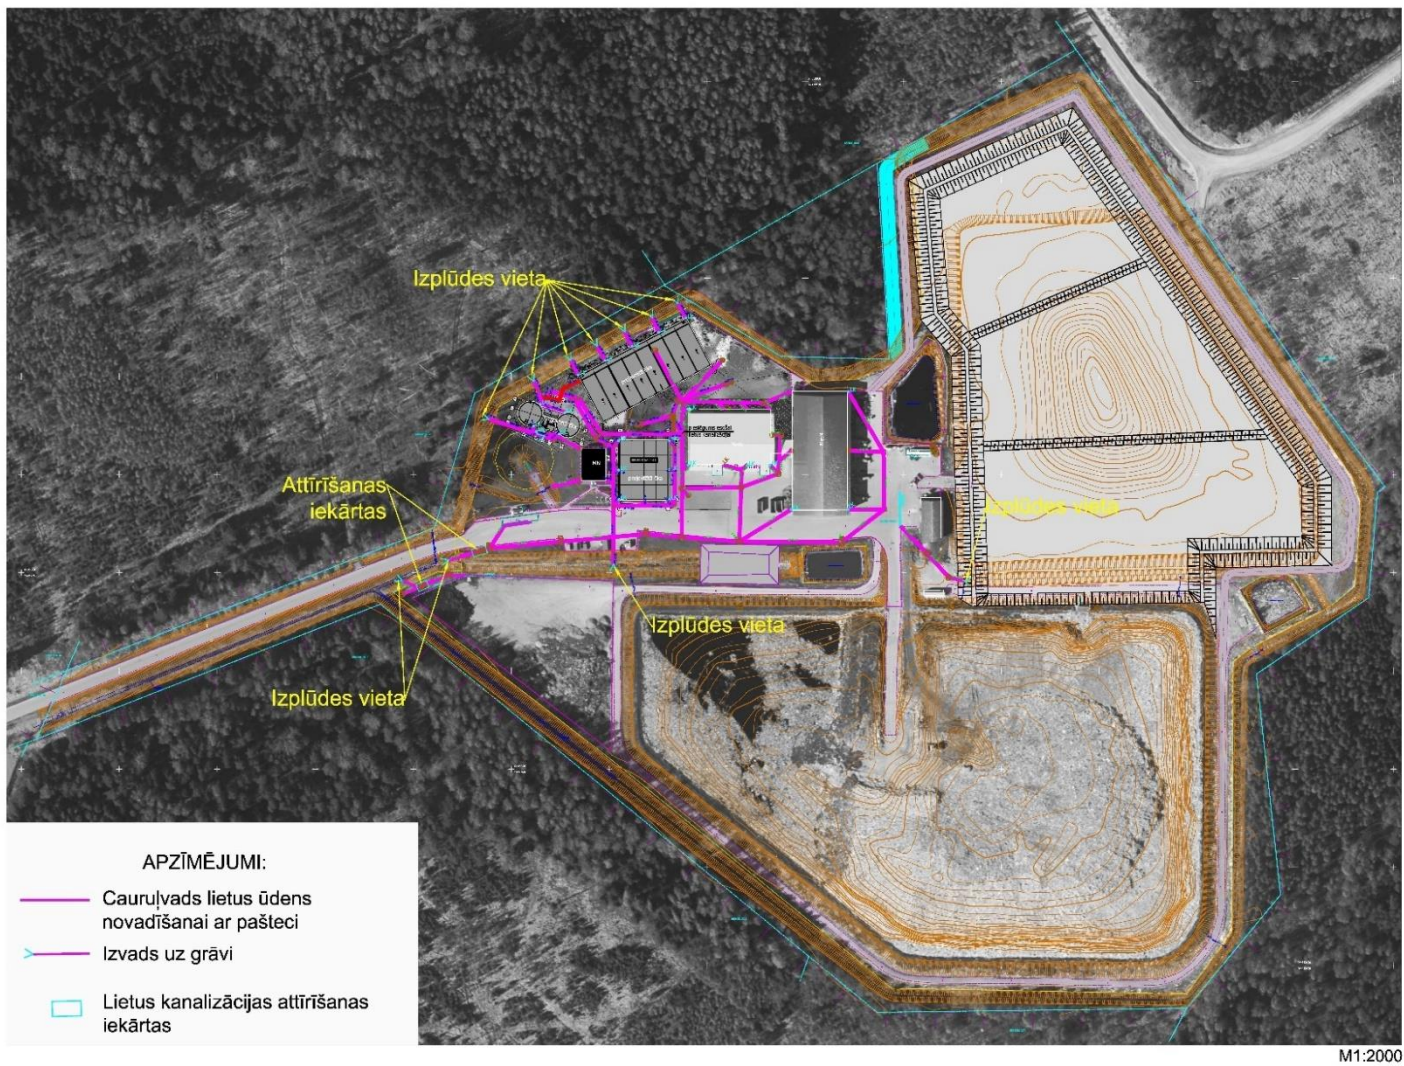 Izplūdes vieta
Attīrīšanas
iekārtas
Izplūdes vieta
Izplūdes vieta
Izplūdes vieta
APZĪMĒJUMI:
Cauruļvads lietus ūdens
novadīšanai ar pašteci
Izvads uz grāvi
Lietus kanalizācijas attīrīšanas
iekārtas
M1:2000